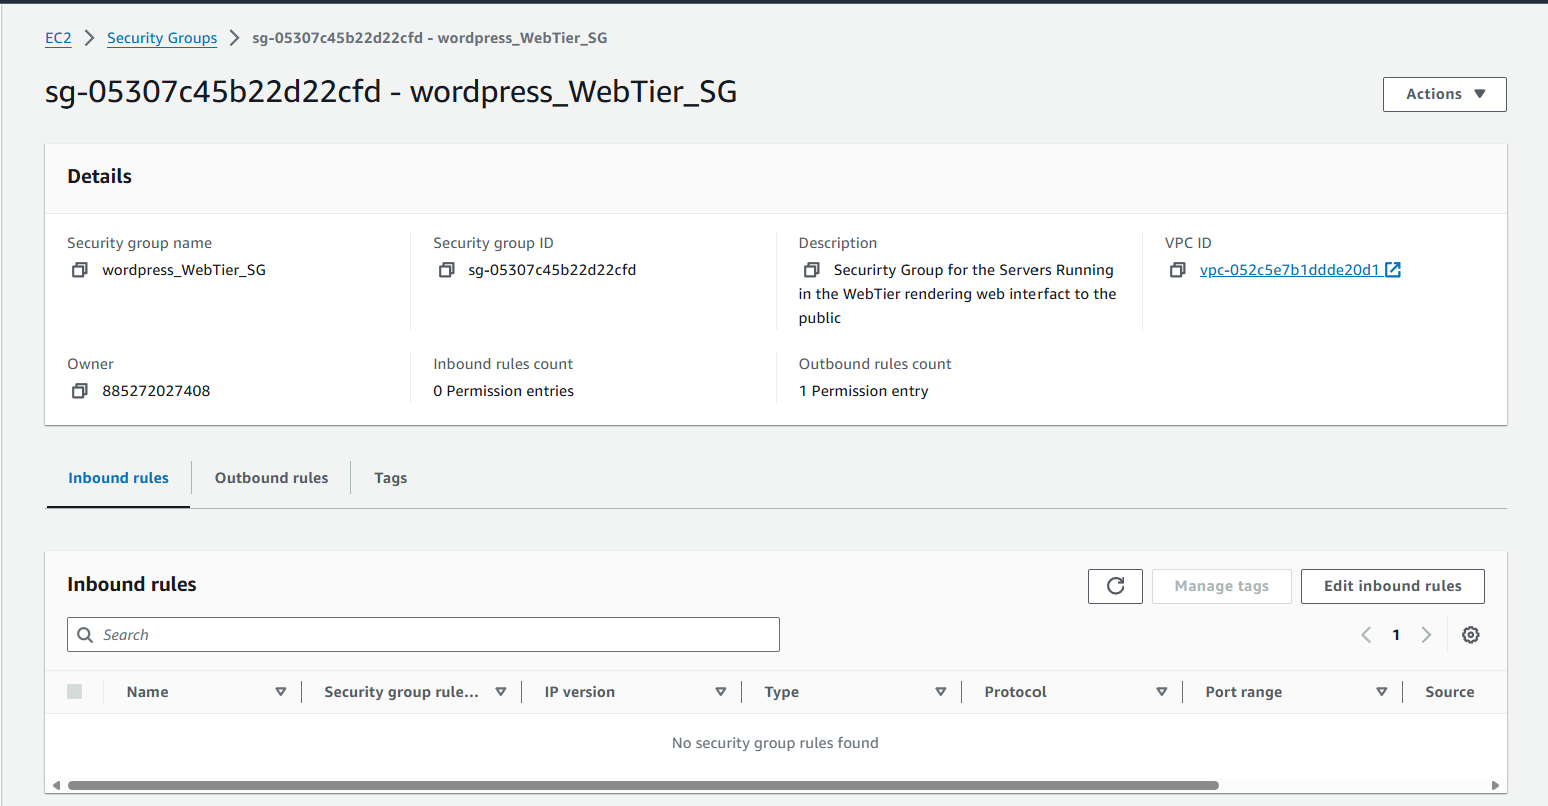 EC2 > Security Groups > sg-05307c45b22d22cfd - wordpress_WebTier_SG
sg-05307c45b22d22cfd - wordpress_WebTier_SG
Actions
Details
Security group name
wordpress_WebTier_SG
Security group ID
sg-05307c45b22d22cfd
Description
Securirty Group for the Servers Running
in the WebTier rendering web interfact to the
public
VPC ID
vpc-052c5e7b1ddde20d1
Owner
885272027408
Inbound rules count
0 Permission entries
Outbound rules count
1 Permission entry
Inbound rules
Outbound rules
Tags
Inbound rules
Manage tags
Edit inbound rules
Search
1
Name
Security group rule...
IP version
Type
Protocol
Port range
Source
No security group rules found